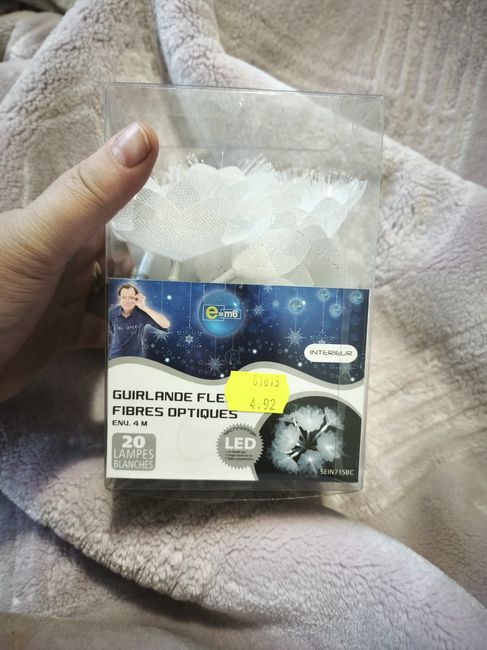 e=m6
INTERIEUR
GUIRLANDE FLE
FIBRES OPTIQUES
ENV. 4 M
01615
4.92
20
LAMPES
BLANCHES
LED
SEIN715BC